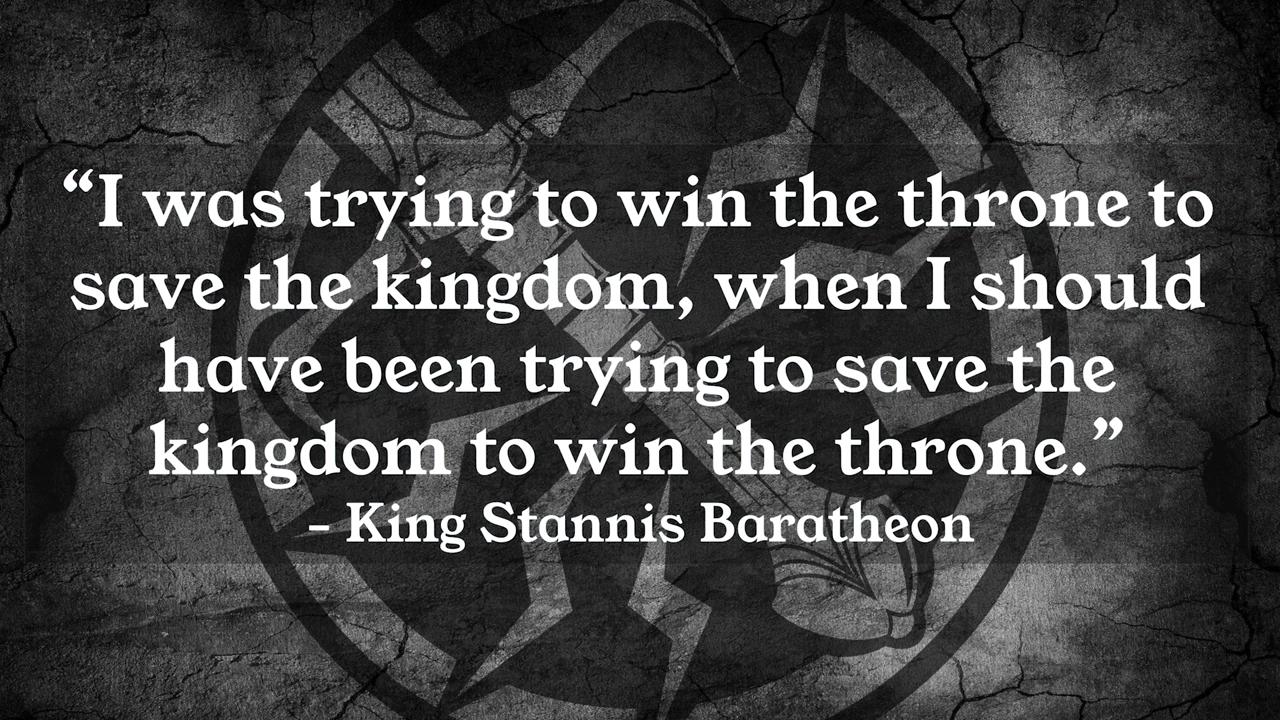 “I was trying to win the throne to
save the kingdom, when I should
have been trying to save the
kingdom to win the throne.”
– King Stannis Baratheon